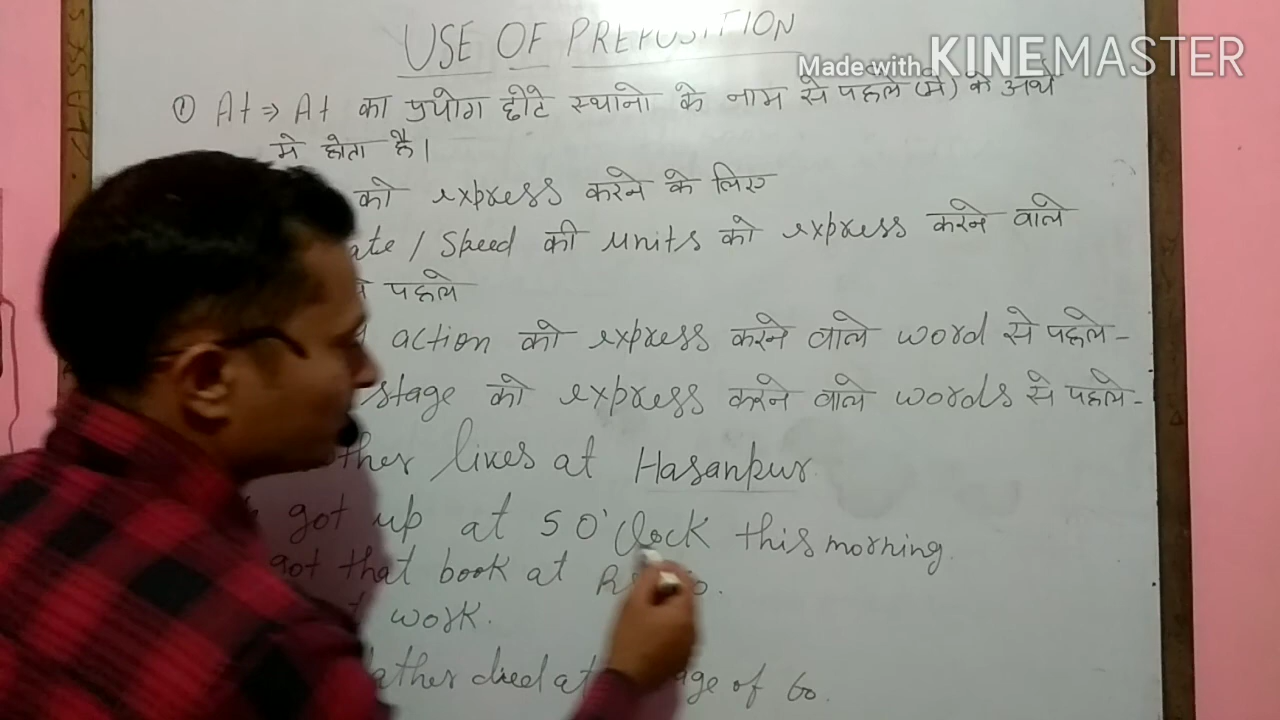 USE OF PREPOSITION
Made with KINEMASTER
① At ⇒ At का प्रयोग छोटे स्थानो के नाम से पहले (मे) के अर्थ
मे होता है।
को express करने के लिए
ate / Speed की units को express करने वाले
पहले
action को express करने वाले word से पहले -
stage को express करने वाले words से पहले -
ther lives at Hasanpur.
got up at 5 O'clock this morning.
got that book at
work.
father died at age of 60.